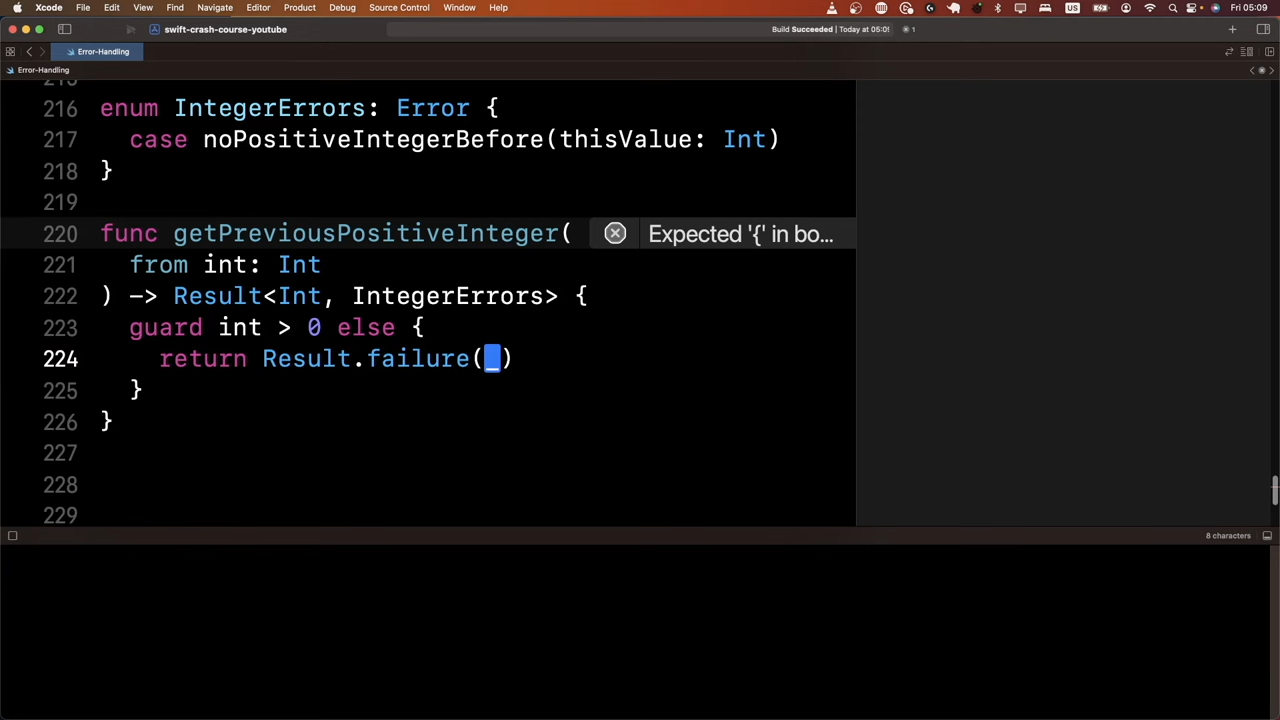 Xcode File Edit View Find Navigate Editor Product Debug Source Control Window Help US Fri 05:09
swift-crash-course-youtube Build Succeeded | Today at 05:0 1
Error-Handling
Error-Handling
216 enum IntegerErrors: Error {
217 case noPositiveIntegerBefore(thisValue: Int)
218 }
219
220 func getPreviousPositiveInteger( Expected '{' in bo...
221 from int: Int
222 ) -> Result<Int, IntegerErrors> {
223 guard int > 0 else {
224 return Result.failure(_)
225 }
226 }
227
228
229
8 characters